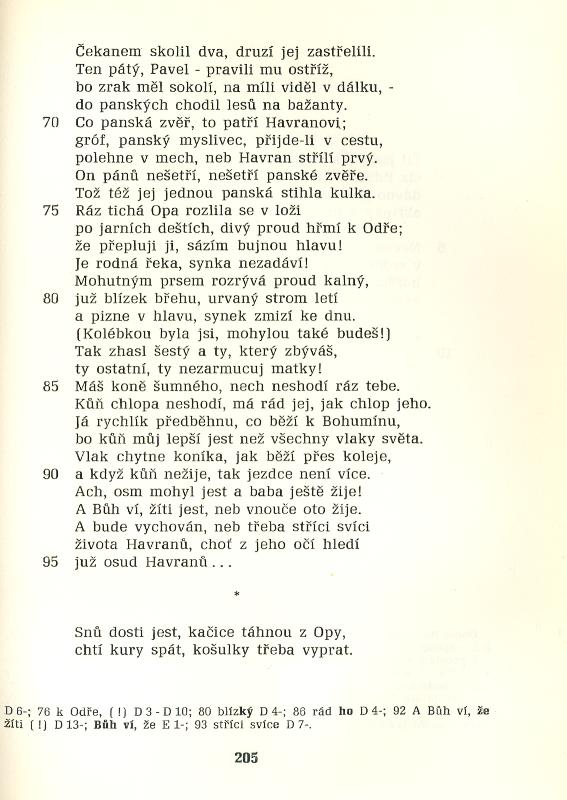 Čekanem skolil dva, druzí jej zastřelili.
Ten pátý, Pavel - pravili mu ostříž,
bo zrak měl sokolí, na míli viděl v dálku, -
do panských chodil lesů na bažanty.
70 Co panská zvěř, to patří Havranovi;
gróf, panský myslivec, přijde-li v cestu,
polehne v mech, neb Havran střílí prvý.
On pánů nešetří, nešetří panské zvěře.
Tož též jej jednou panská stihla kulka.
75 Ráz tichá Opa rozlila se v loži
po jarních deštích, divý proud hřmí k Odře;
že přepluji ji, sázím bujnou hlavu!
Je rodná řeka, synka nezadáví!
Mohutným prsem rozrývá proud kalný,
80 již blízek břehu, urvaný strom letí
a pizne v hlavu, synek zmizí ke dnu.
(Kolébkou byla jsi, mohylou také budeš!)
Tak zhasl šestý a ty, který zbýváš,
ty ostatní, ty nezarmucuj matky!
85 Máš koně šumného, nech neshodí ráz tebe.
Kůň chlopa neshodí, má rád jej, jak chlop jeho.
Já rychlík předběhnu, co běží k Bohumínu,
bo kůň můj lepší jest než všechny vlaky světa.
Vlak chytne koníka, jak běží přes koleje,
90 a když kůň nežije, tak jezdce není více.
Ach, osm mohyl jest a baba ještě žije!
A Bůh ví, žíti jest, neb vnouče oto žije.
A bude vychován, neb třeba stříci svíci
života Havranů, choť z jeho očí hledí
95 již osud Havranů...
*
Snů dosti jest, kačice táhnou z Opy,
chtí kury spát, košulky třeba vyprat.
D 6-; 76 k Odře, (!) D 3 - D 10; 80 blízký D 4-; 86 rád ho D 4-; 92 A Bůh ví, že
žíti (!) D 13-; Bůh ví, že E 1-; 93 stříci svíce D 7-.
205